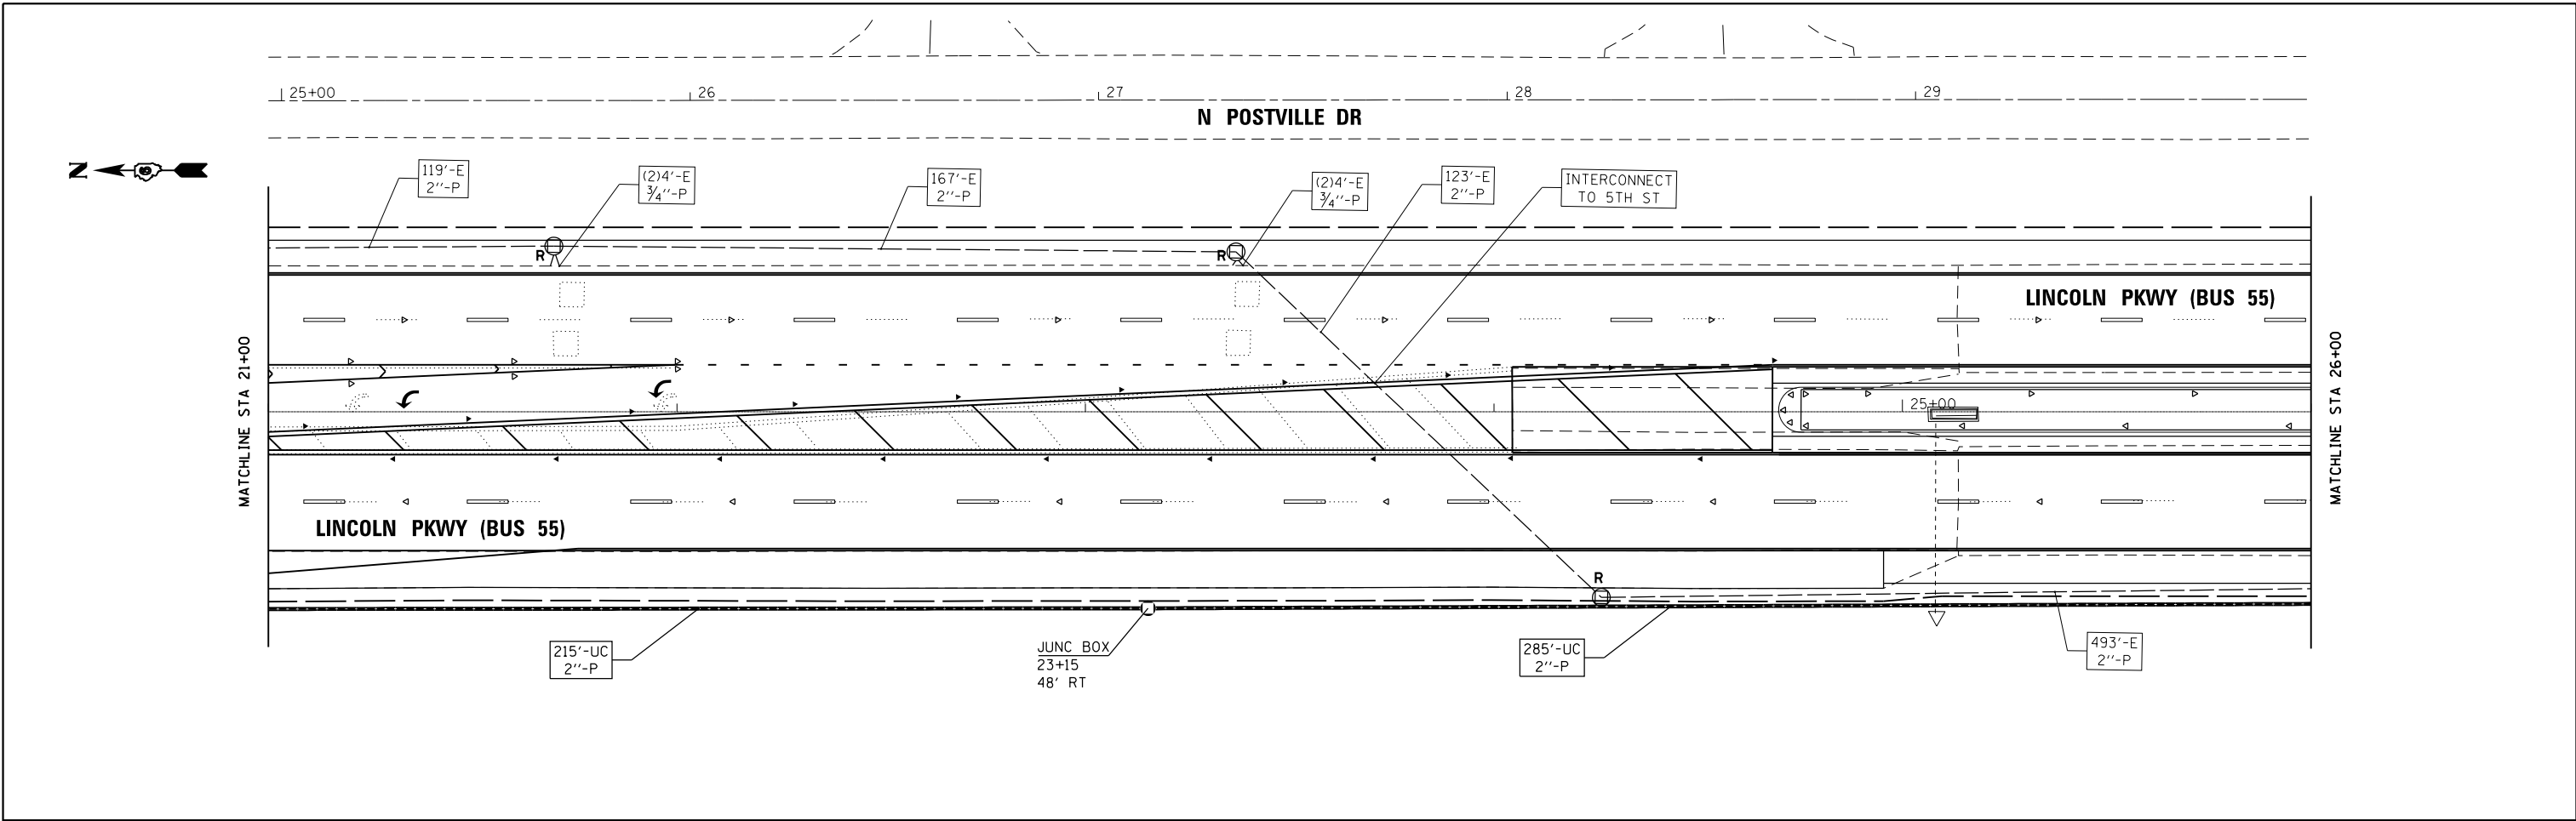 25+00
26
27
28
29
N POSTVILLE DR
N
119'-E
2''-P
(2)4'-E
3/4''-P
167'-E
2''-P
(2)4'-E
3/4''-P
123'-E
2''-P
INTERCONNECT
TO 5TH ST
R
R
LINCOLN PKWY (BUS 55)
MATCHLINE STA 21+00
MATCHLINE STA 26+00
25+00
LINCOLN PKWY (BUS 55)
R
215'-UC
2''-P
JUNC BOX
23+15
48' RT
285'-UC
2''-P
493'-E
2''-P